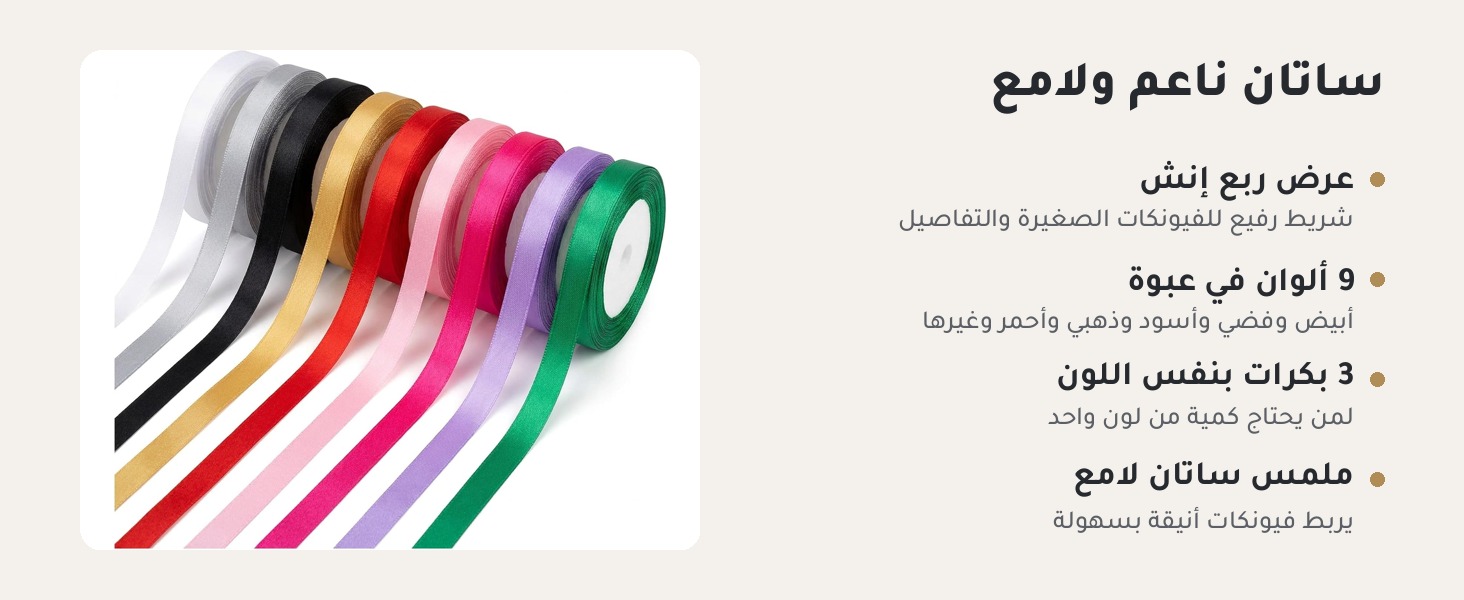 ساتان ناعم ولامع
عرض ربع إنش
شريط رفيع للفيونكات الصغيرة والتفاصيل
9 ألوان في عبوة
أبيض وفضي وأسود وذهبي وأحمر وغيرها
3 بكرات بنفس اللون
لمن يحتاج كمية من لون واحد
ملمس ساتان لامع
يربط فيونكات أنيقة بسهولة